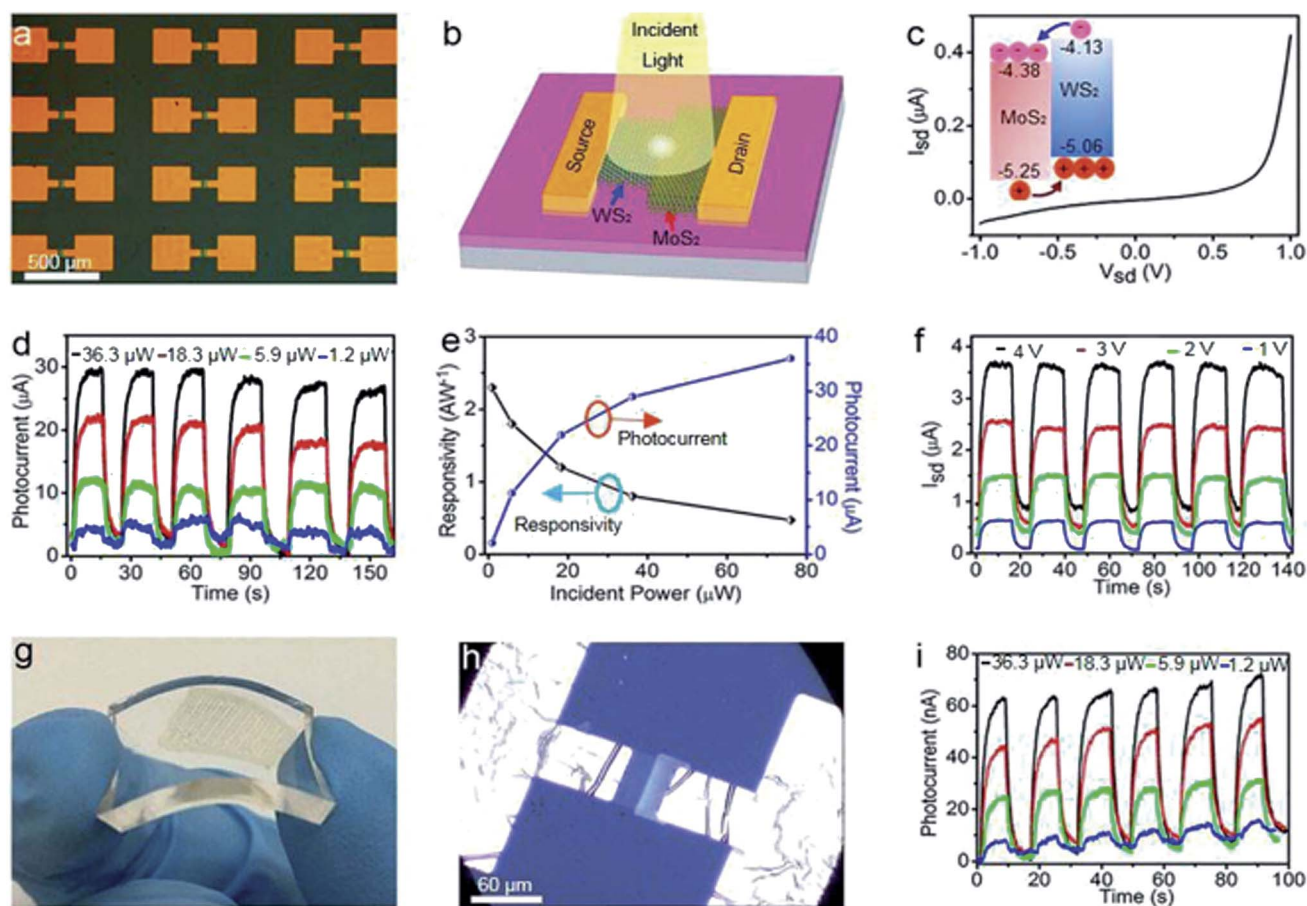 a
500 µm
b
Incident
Light
Source
Drain
WS₂
MoS₂
c
I_sd (µA)
0.4
0.2
0.0
-1.0
-0.5
0.0
0.5
1.0
V_sd (V)
-4.13
-4.38
WS₂
MoS₂
-5.06
-5.25
d
36.3 µW 18.3 µW 5.9 µW 1.2 µW
Photocurrent (µA)
30
20
10
0
0 30 60 90 120 150
Time (s)
e
Responsivity (AW⁻¹)
3
2
1
0
0 20 40 60 80
Incident Power (µW)
40
30
20
10
0
Photocurrent (µA)
Photocurrent
Responsivity
f
4 V 3 V 2 V 1 V
I_sd (µA)
4
3
2
1
0
0 20 40 60 80 100 120 140
Time (s)
g
h
60 µm
i
36.3 µW 18.3 µW 5.9 µW 1.2 µW
Photocurrent (nA)
80
60
40
20
0
0 20 40 60 80 100
Time (s)